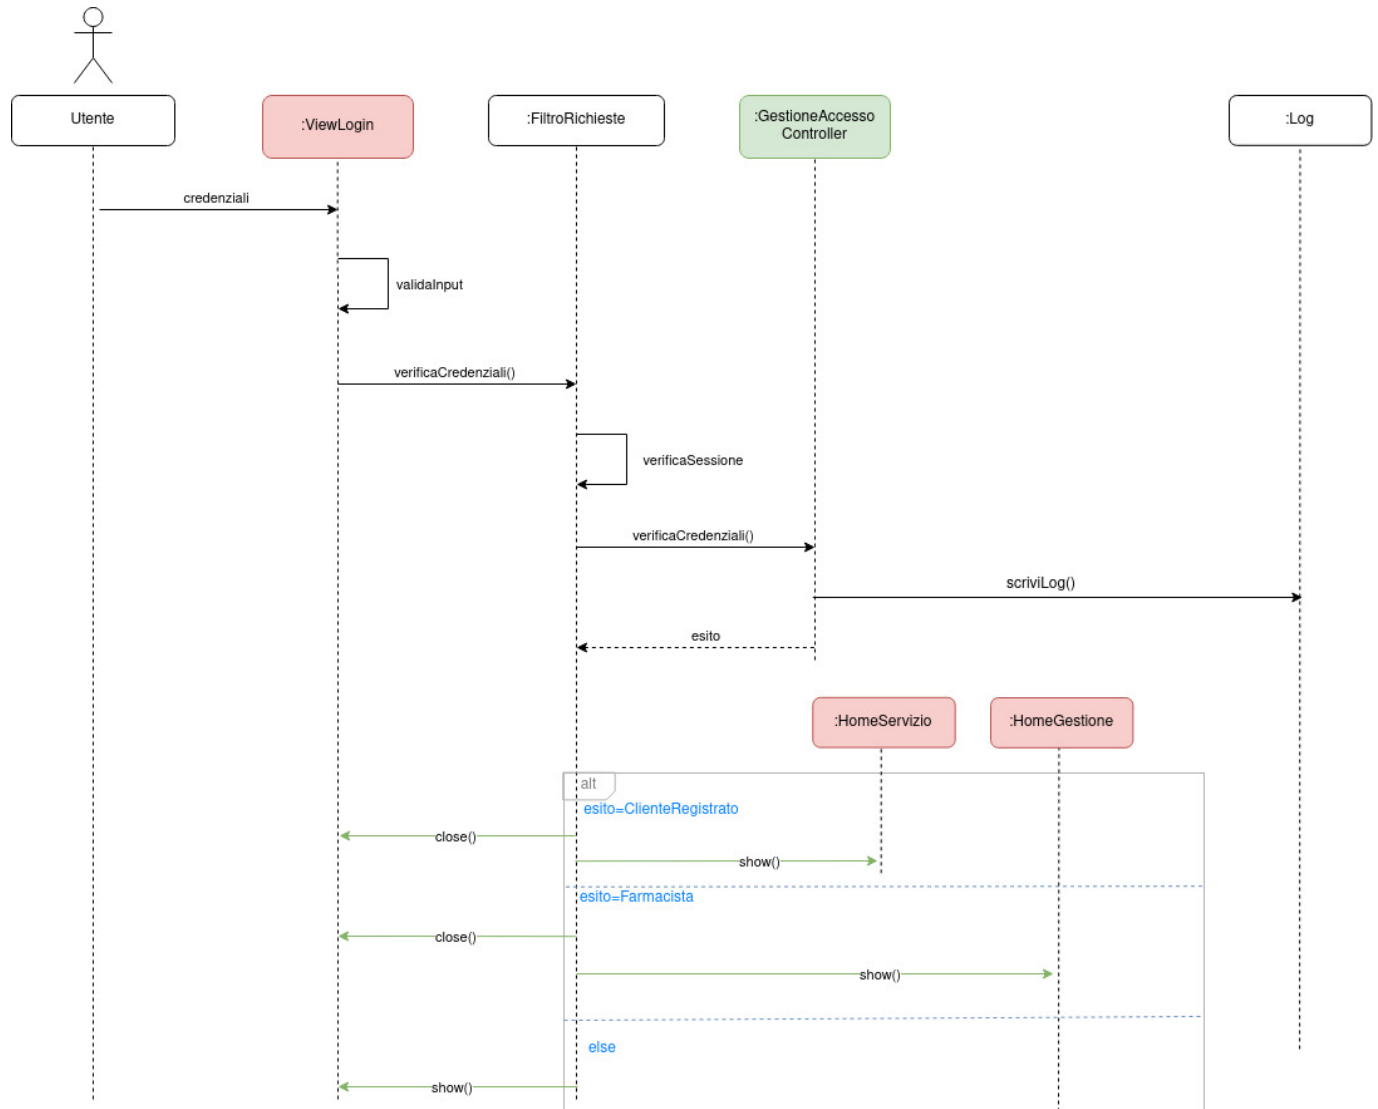 Utente
:ViewLogin
:FiltroRichieste
:GestioneAccesso
Controller
:Log
credenziali
validaInput
verificaCredenziali()
verificaSessione
verificaCredenziali()
scriviLog()
esito
:HomeServizio
:HomeGestione
alt
esito=ClienteRegistrato
close()
show()
esito=Farmacista
close()
show()
else
show()